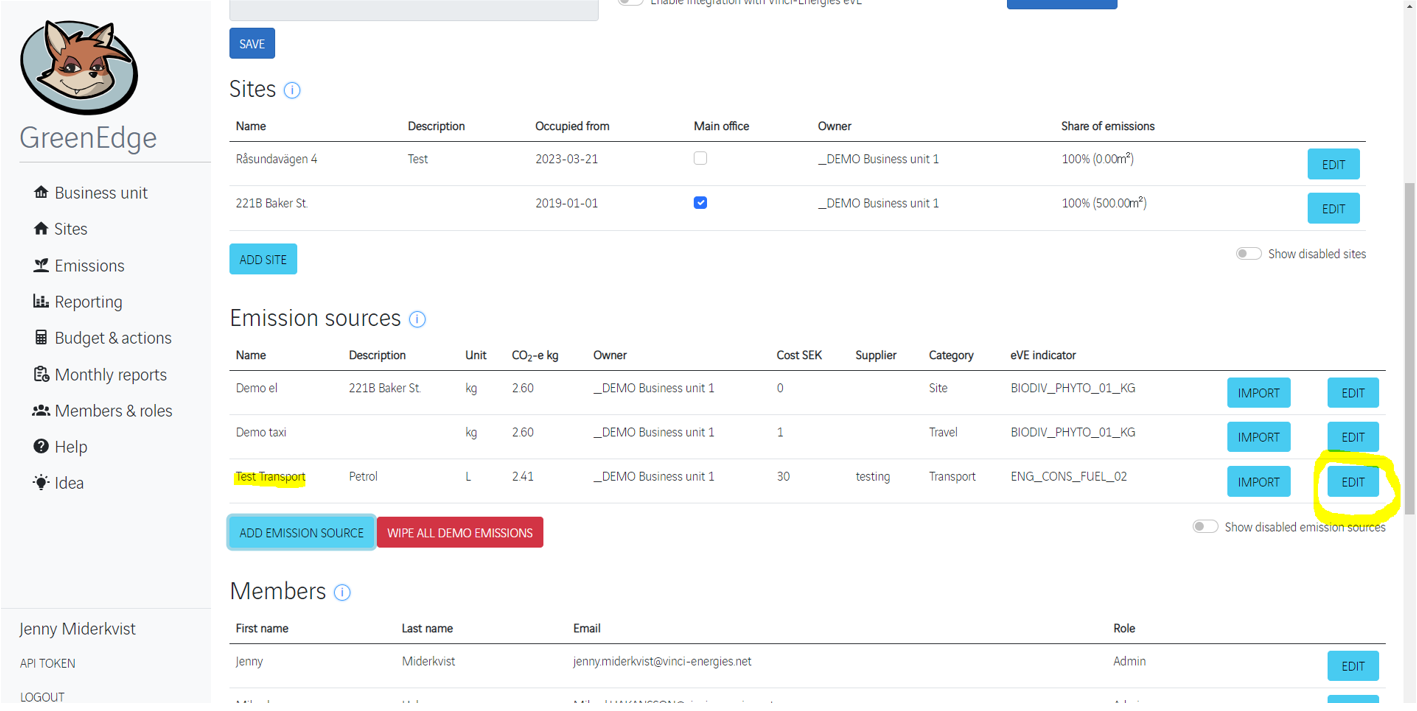 Enable integration with Vinci-Energies eVE
SAVE
GreenEdge
Business unit
Sites
Emissions
Reporting
Budget & actions
Monthly reports
Members & roles
Help
Idea
Jenny Miderkvist
API TOKEN
LOGOUT
Sites
Name Description Occupied from Main office Owner Share of emissions
Råsundavägen 4 Test 2023-03-21 _DEMO Business unit 1 100% (0.00m²) EDIT
221B Baker St. 2019-01-01 _DEMO Business unit 1 100% (500.00m²) EDIT
ADD SITE Show disabled sites
Emission sources
Name Description Unit CO₂-e kg Owner Cost SEK Supplier Category eVE indicator
Demo el 221B Baker St. kg 2.60 _DEMO Business unit 1 0 Site BIODIV_PHYTO_01_KG IMPORT EDIT
Demo taxi kg 2.60 _DEMO Business unit 1 1 Travel BIODIV_PHYTO_01_KG IMPORT EDIT
Test Transport Petrol L 2.41 _DEMO Business unit 1 30 testing Transport ENG_CONS_FUEL_02 IMPORT EDIT
ADD EMISSION SOURCE WIPE ALL DEMO EMISSIONS Show disabled emission sources
Members
First name Last name Email Role
Jenny Miderkvist jenny.miderkvist@vinci-energies.net Admin EDIT